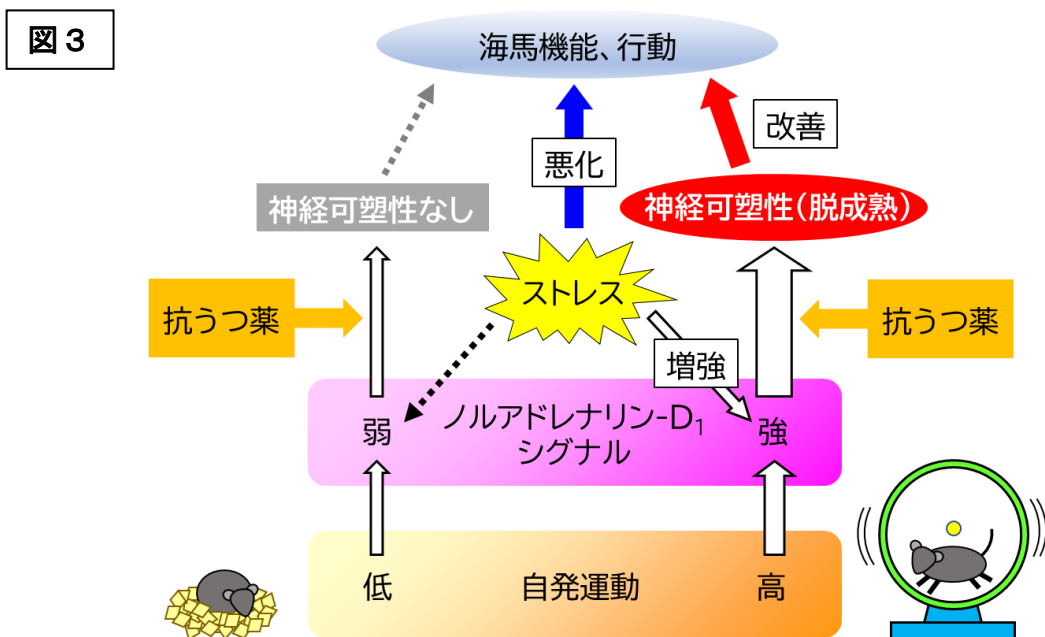 図3
海馬機能、行動
改善
悪化
神経可塑性なし
神経可塑性(脱成熟)
ストレス
抗うつ薬
抗うつ薬
増強
弱
ノルアドレナリン-D₁
シグナル
強
低
自発運動
高